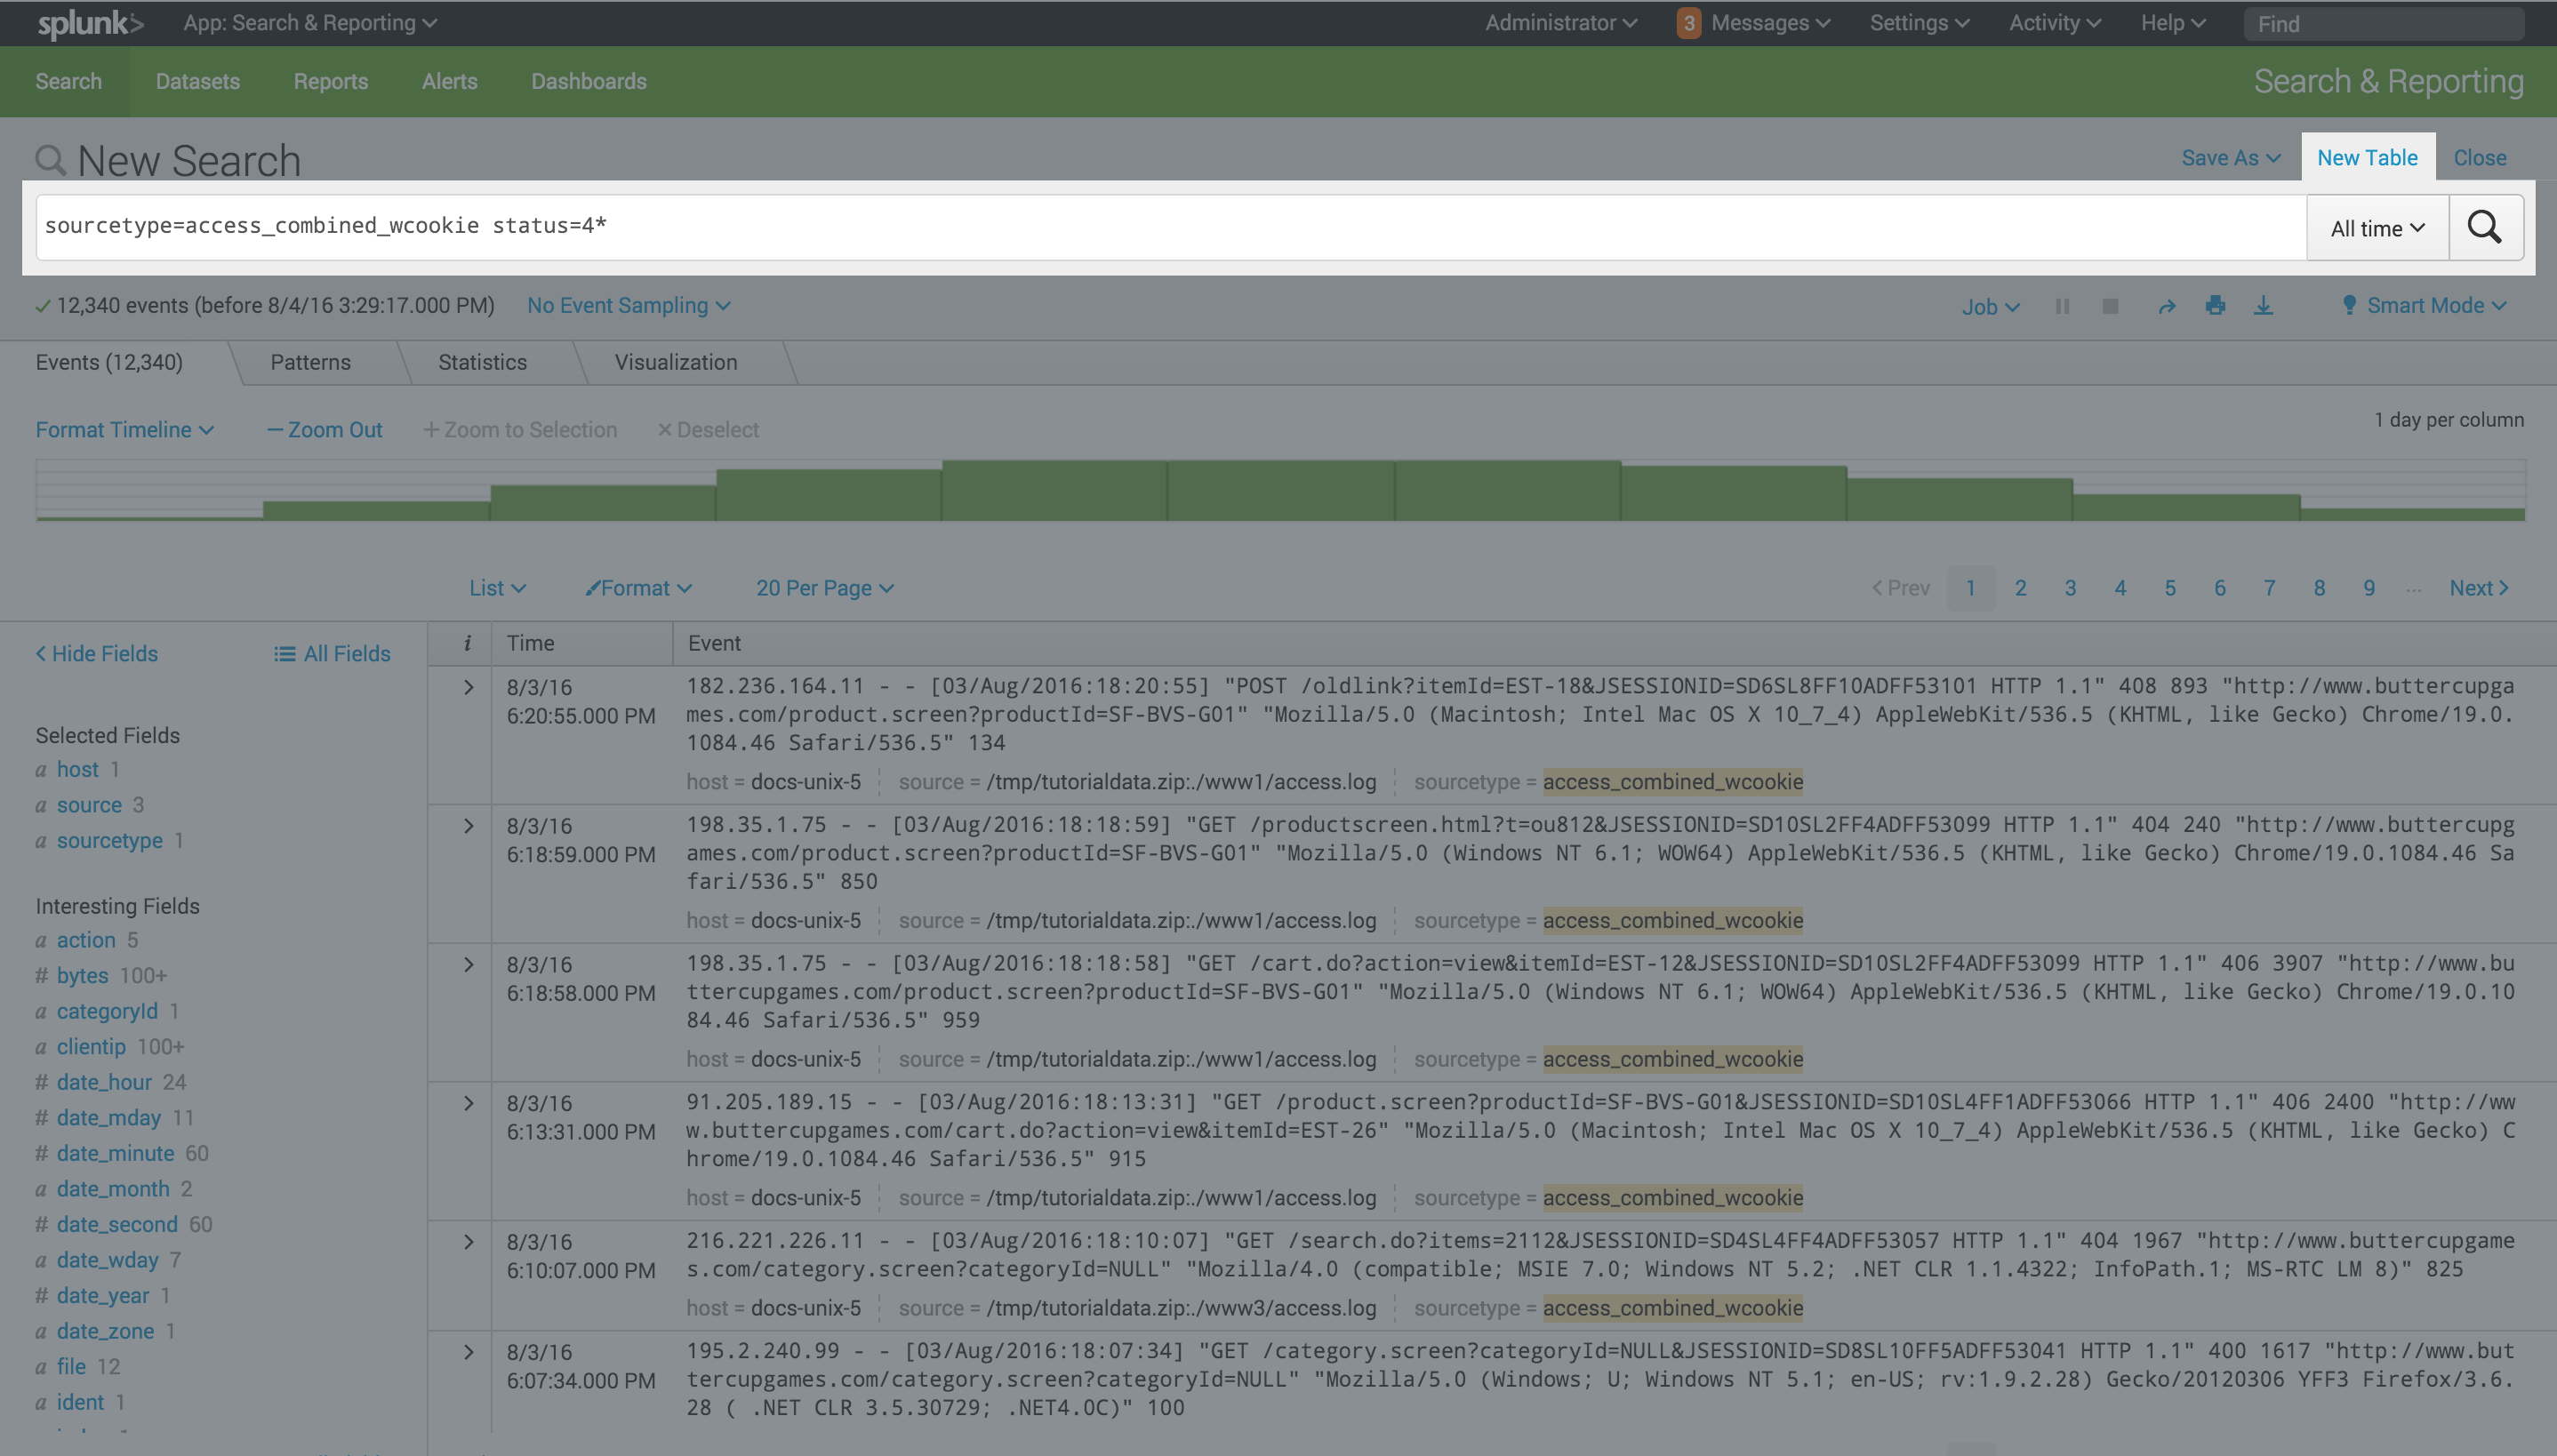 splunk> App: Search & Reporting Administrator 3 Messages Settings Activity Help Find
Search Datasets Reports Alerts Dashboards Search & Reporting
New Search Save As New Table Close
sourcetype=access_combined_wcookie status=4* All time
12,340 events (before 8/4/16 3:29:17.000 PM) No Event Sampling Job Smart Mode
Events (12,340) Patterns Statistics Visualization
Format Timeline — Zoom Out + Zoom to Selection × Deselect 1 day per column
List Format 20 Per Page < Prev 1 2 3 4 5 6 7 8 9 ... Next >
< Hide Fields All Fields
Selected Fields
a host 1
a source 3
a sourcetype 1
Interesting Fields
a action 5
# bytes 100+
a categoryId 1
a clientip 100+
# date_hour 24
# date_mday 11
# date_minute 60
a date_month 2
# date_second 60
a date_wday 7
# date_year 1
a date_zone 1
a file 12
a ident 1
i Time Event
> 8/3/16 182.236.164.11 - - [03/Aug/2016:18:20:55] "POST /oldlink?itemId=EST-18&JSESSIONID=SD6SL8FF10ADFF53101 HTTP 1.1" 408 893 "http://www.buttercupga
6:20:55.000 PM mes.com/product.screen?productId=SF-BVS-G01" "Mozilla/5.0 (Macintosh; Intel Mac OS X 10_7_4) AppleWebKit/536.5 (KHTML, like Gecko) Chrome/19.0.
1084.46 Safari/536.5" 134
host = docs-unix-5 source = /tmp/tutorialdata.zip:./www1/access.log sourcetype = access_combined_wcookie
> 8/3/16 198.35.1.75 - - [03/Aug/2016:18:18:59] "GET /productscreen.html?t=ou812&JSESSIONID=SD10SL2FF4ADFF53099 HTTP 1.1" 404 240 "http://www.buttercupg
6:18:59.000 PM ames.com/product.screen?productId=SF-BVS-G01" "Mozilla/5.0 (Windows NT 6.1; WOW64) AppleWebKit/536.5 (KHTML, like Gecko) Chrome/19.0.1084.46 Sa
fari/536.5" 850
host = docs-unix-5 source = /tmp/tutorialdata.zip:./www1/access.log sourcetype = access_combined_wcookie
> 8/3/16 198.35.1.75 - - [03/Aug/2016:18:18:58] "GET /cart.do?action=view&itemId=EST-12&JSESSIONID=SD10SL2FF4ADFF53099 HTTP 1.1" 406 3907 "http://www.bu
6:18:58.000 PM ttercupgames.com/product.screen?productId=SF-BVS-G01" "Mozilla/5.0 (Windows NT 6.1; WOW64) AppleWebKit/536.5 (KHTML, like Gecko) Chrome/19.0.10
84.46 Safari/536.5" 959
host = docs-unix-5 source = /tmp/tutorialdata.zip:./www1/access.log sourcetype = access_combined_wcookie
> 8/3/16 91.205.189.15 - - [03/Aug/2016:18:13:31] "GET /product.screen?productId=SF-BVS-G01&JSESSIONID=SD10SL4FF1ADFF53066 HTTP 1.1" 406 2400 "http://ww
6:13:31.000 PM w.buttercupgames.com/cart.do?action=view&itemId=EST-26" "Mozilla/5.0 (Macintosh; Intel Mac OS X 10_7_4) AppleWebKit/536.5 (KHTML, like Gecko) C
hrome/19.0.1084.46 Safari/536.5" 915
host = docs-unix-5 source = /tmp/tutorialdata.zip:./www1/access.log sourcetype = access_combined_wcookie
> 8/3/16 216.221.226.11 - - [03/Aug/2016:18:10:07] "GET /search.do?items=2112&JSESSIONID=SD4SL4FF4ADFF53057 HTTP 1.1" 404 1967 "http://www.buttercupgame
6:10:07.000 PM s.com/category.screen?categoryId=NULL" "Mozilla/4.0 (compatible; MSIE 7.0; Windows NT 5.2; .NET CLR 1.1.4322; InfoPath.1; MS-RTC LM 8)" 825
host = docs-unix-5 source = /tmp/tutorialdata.zip:./www3/access.log sourcetype = access_combined_wcookie
> 8/3/16 195.2.240.99 - - [03/Aug/2016:18:07:34] "GET /category.screen?categoryId=NULL&JSESSIONID=SD8SL10FF5ADFF53041 HTTP 1.1" 400 1617 "http://www.but
6:07:34.000 PM tercupgames.com/category.screen?categoryId=NULL" "Mozilla/5.0 (Windows; U; Windows NT 5.1; en-US; rv:1.9.2.28) Gecko/20120306 YFF3 Firefox/3.6.
28 ( .NET CLR 3.5.30729; .NET4.0C)" 100